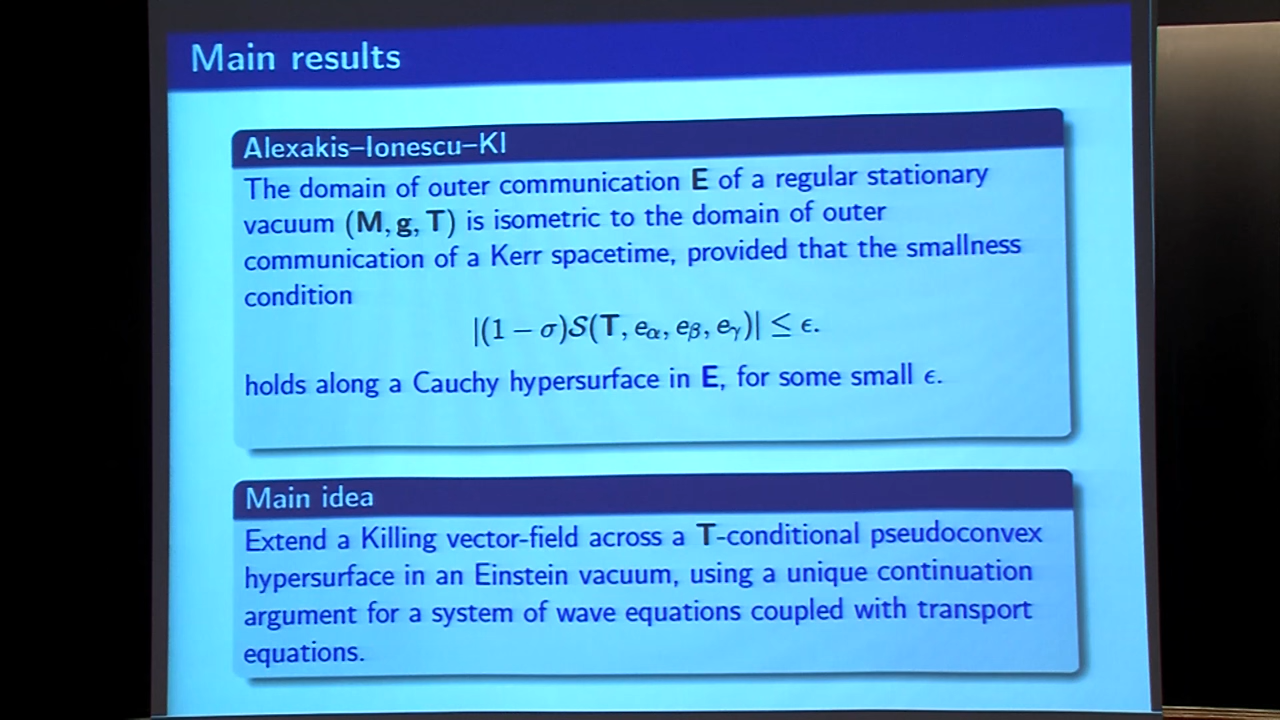 Main results
Alexakis–Ionescu–Kl
The domain of outer communication E of a regular stationary
vacuum (M, g, T) is isometric to the domain of outer
communication of a Kerr spacetime, provided that the smallness
condition
|(1 − σ)S(T, eα, eβ, eγ)| ≤ ϵ.
holds along a Cauchy hypersurface in E, for some small ϵ.
Main idea
Extend a Killing vector-field across a T-conditional pseudoconvex
hypersurface in an Einstein vacuum, using a unique continuation
argument for a system of wave equations coupled with transport
equations.